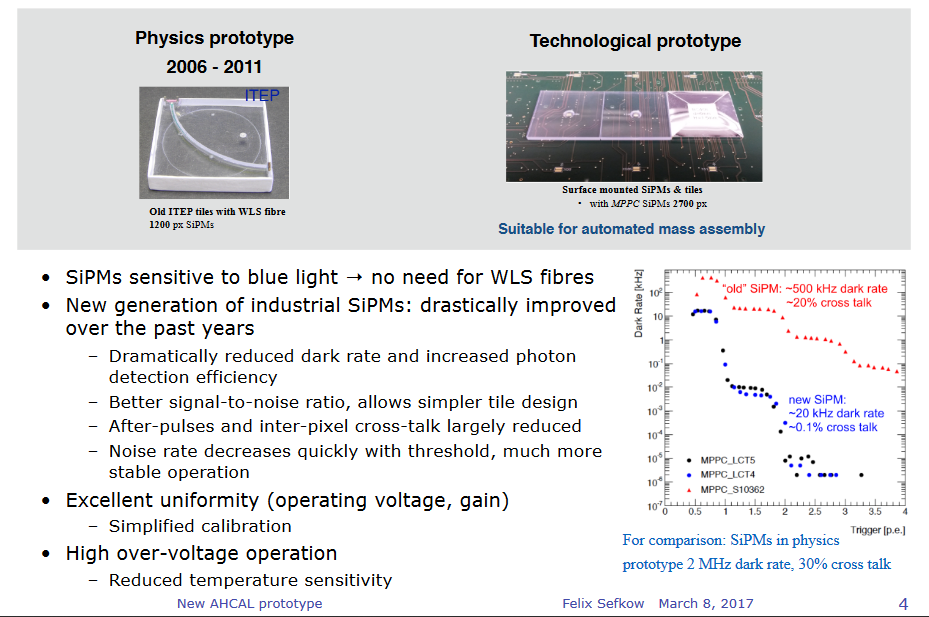 Physics prototype
2006 - 2011
ITEP
Old ITEP tiles with WLS fibre
1200 px SiPMs
Technological prototype
Surface mounted SiPMs & tiles
• with MPPC SiPMs 2700 px
Suitable for automated mass assembly
• SiPMs sensitive to blue light → no need for WLS fibres
• New generation of industrial SiPMs: drastically improved
over the past years
– Dramatically reduced dark rate and increased photon
detection efficiency
– Better signal-to-noise ratio, allows simpler tile design
– After-pulses and inter-pixel cross-talk largely reduced
– Noise rate decreases quickly with threshold, much more
stable operation
• Excellent uniformity (operating voltage, gain)
– Simplified calibration
• High over-voltage operation
– Reduced temperature sensitivity
Dark Rate [kHz]
10²
10
1
10⁻¹
10⁻²
10⁻³
10⁻⁴
10⁻⁵
10⁻⁶
10⁻⁷
"old" SiPM: ~500 kHz dark rate
~20% cross talk
new SiPM:
~20 kHz dark rate
~0.1% cross talk
MPPC_LCT5
MPPC_LCT4
MPPC_S10362
0 0.5 1 1.5 2 2.5 3 3.5 4
Trigger [p.e.]
For comparison: SiPMs in physics
prototype 2 MHz dark rate, 30% cross talk
New AHCAL prototype
Felix Sefkow March 8, 2017
4